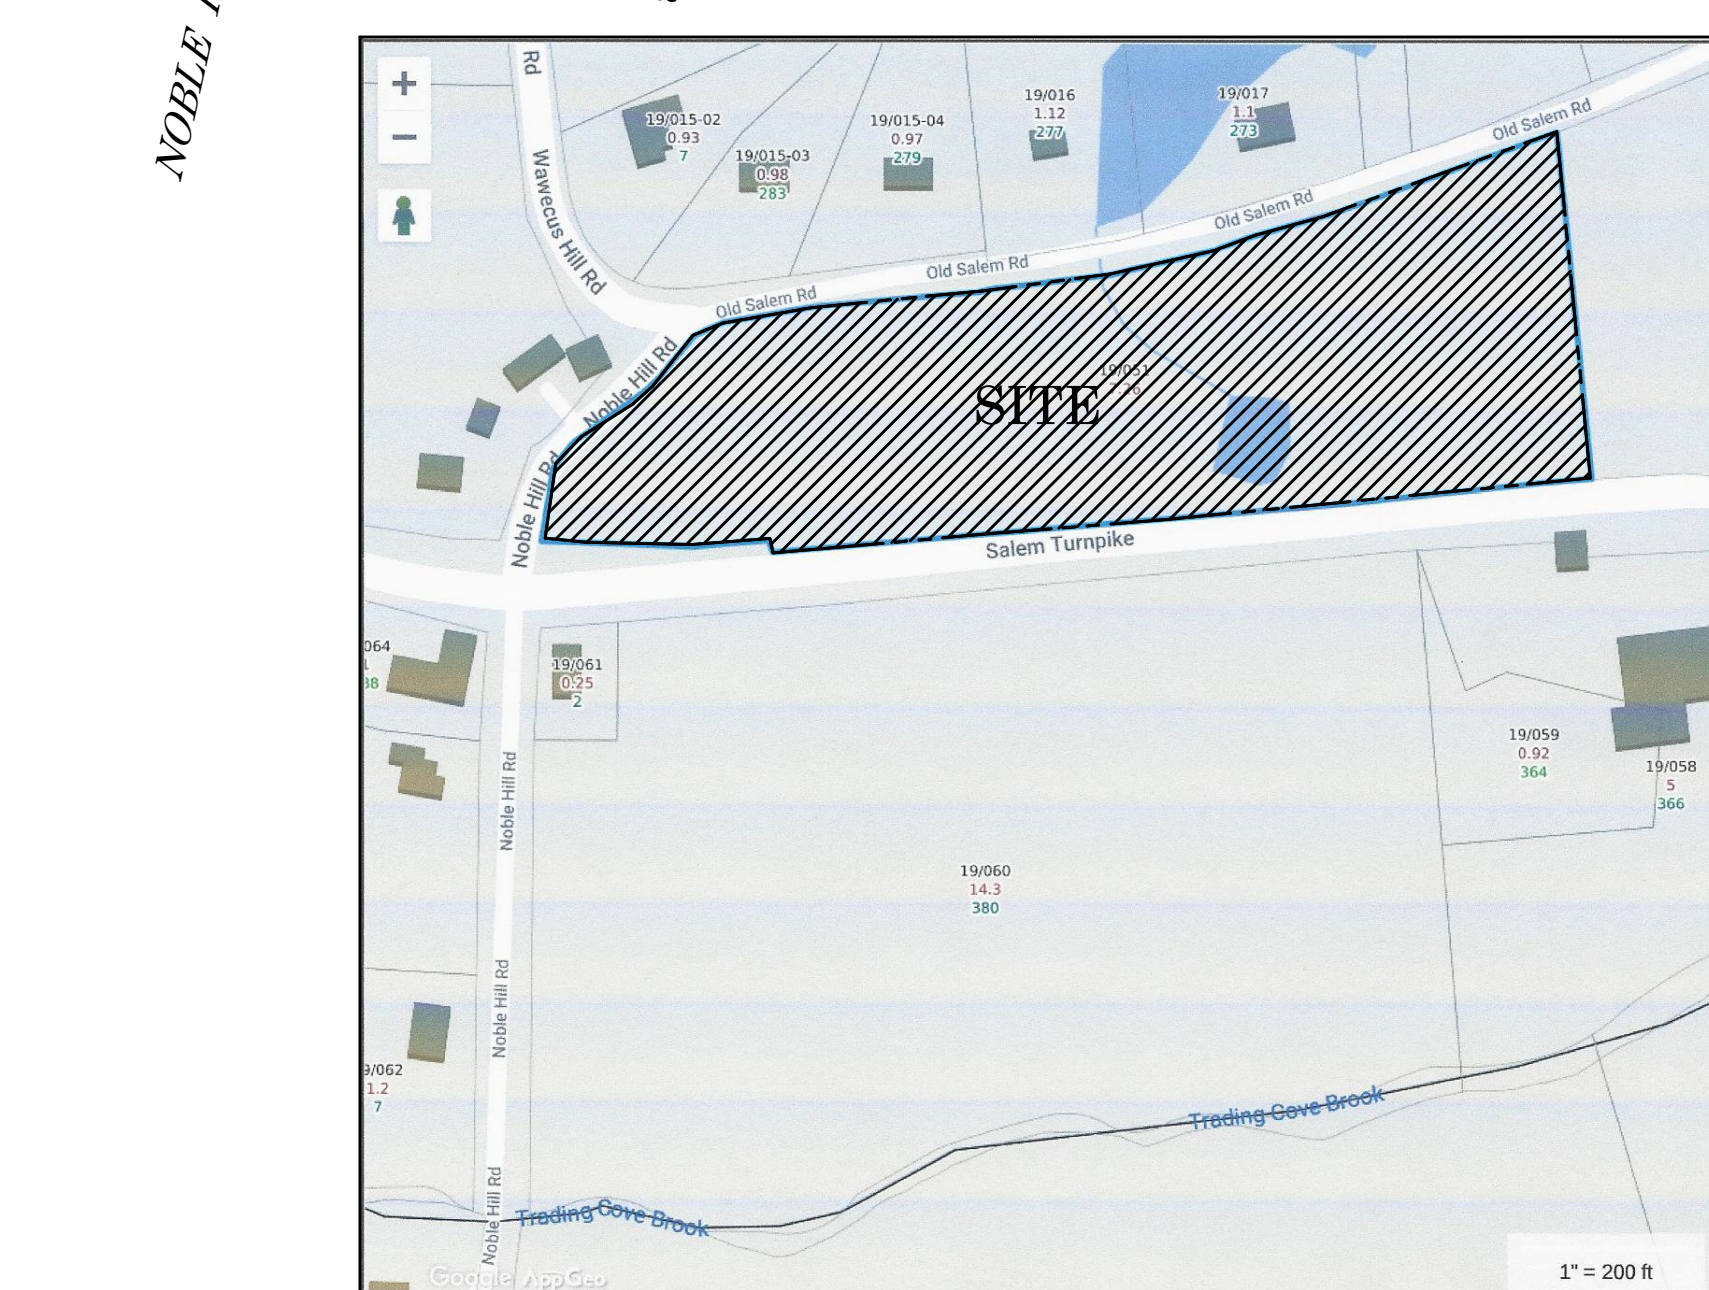 NOBLE
Rd
+
−
Wawecus Hill Rd
19/015-02
0.93
7
19/015-03
0.98
283
19/015-04
0.97
279
19/016
1.12
277
19/017
1.1
273
Old Salem Rd
Old Salem Rd
Old Salem Rd
Old Salem Rd
Noble Hill Rd
Noble Hill Rd
19/051
SITE
Salem Turnpike
064
38
19/061
0.25
2
19/059
0.92
364
19/058
5
366
Noble Hill Rd
19/060
14.3
380
Noble Hill Rd
9/062
1.2
7
Trading Cove Brook
Noble Hill Rd
Trading Cove Brook
Google AppGeo
1" = 200 ft